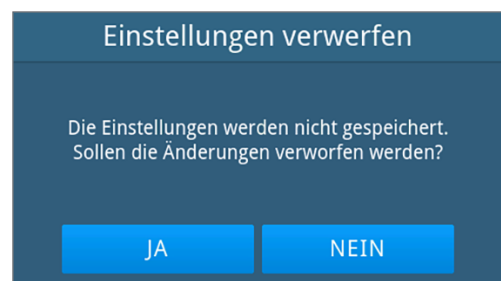 Einstellungen verwerfen
Die Einstellungen werden nicht gespeichert.
Sollen die Änderungen verworfen werden?
JA
NEIN